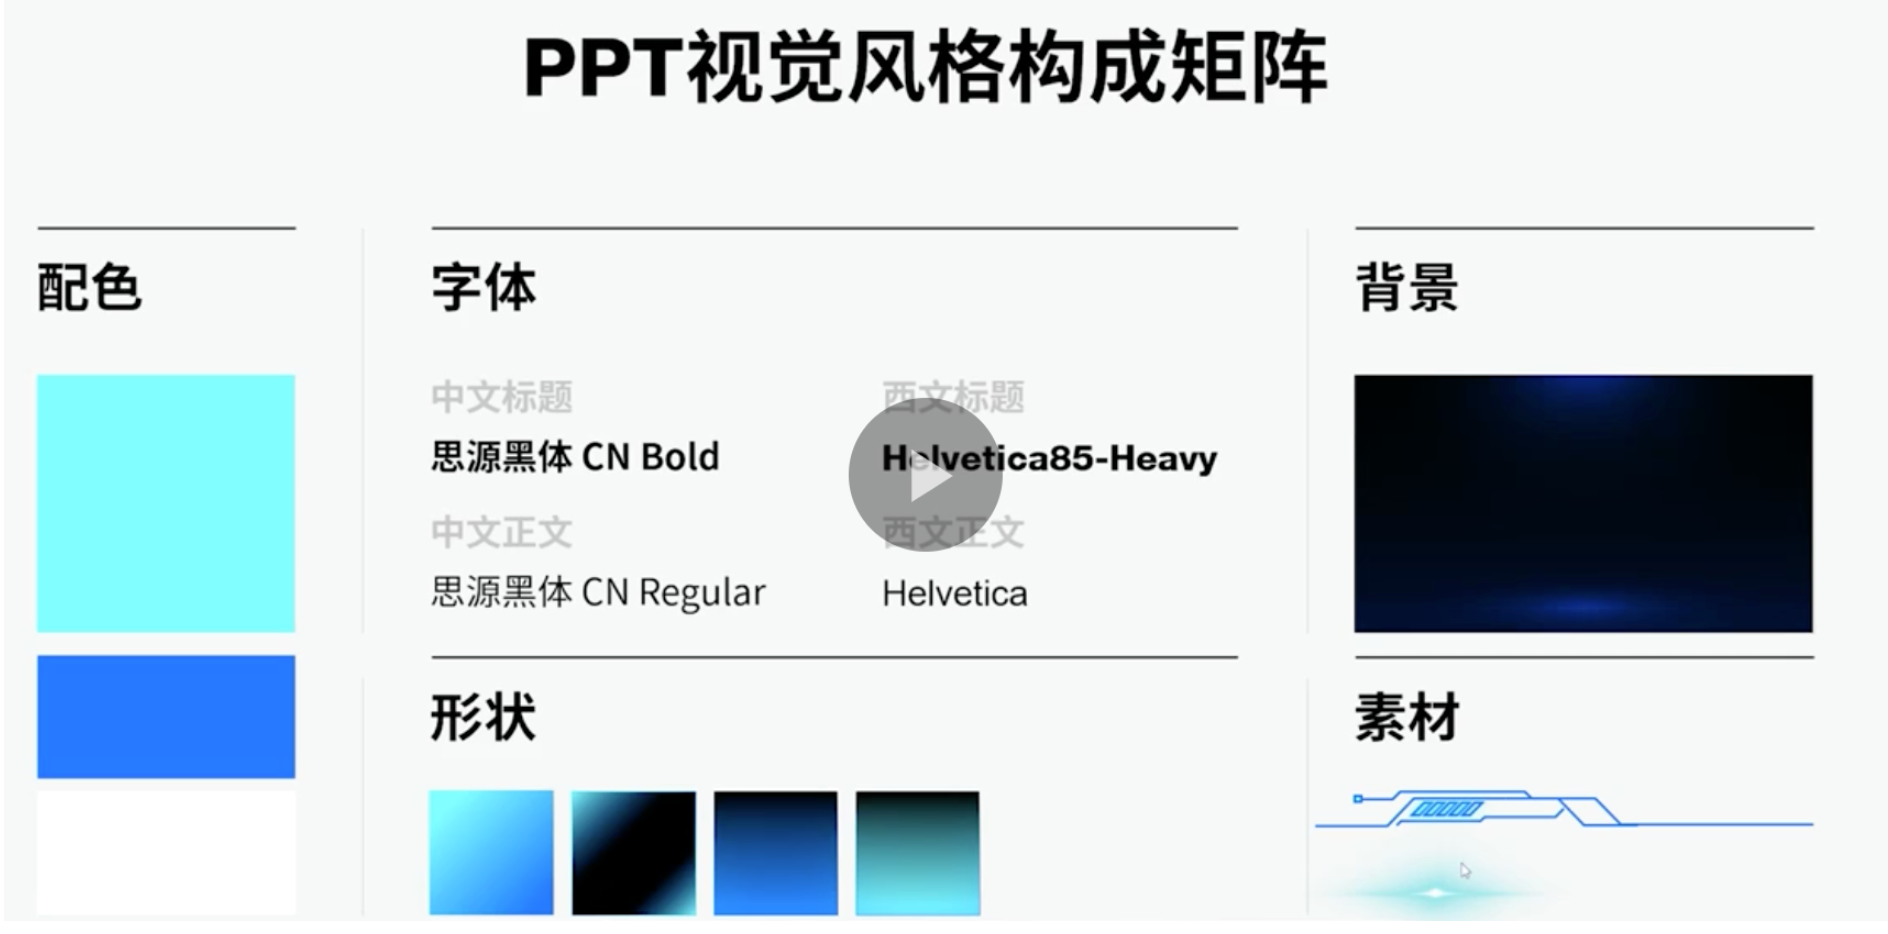 PPT视觉风格构成矩阵
配色
字体
中文标题
思源黑体 CN Bold
中文正文
思源黑体 CN Regular
西文标题
Helvetica85-Heavy
西文正文
Helvetica
形状
背景
素材